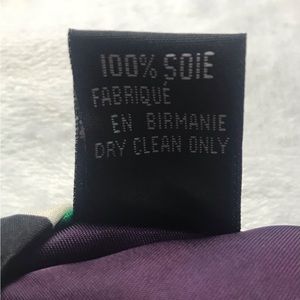 100% SOIE
FABRIQUÉ
EN BIRMANIE
DRY CLEAN ONLY